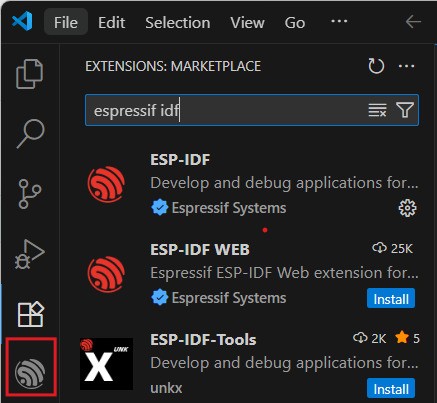 File Edit Selection View Go ...
EXTENSIONS: MARKETPLACE
espressif idf
ESP-IDF
Develop and debug applications for...
Espressif Systems
ESP-IDF WEB 25K
Espressif ESP-IDF Web extension for...
Espressif Systems Install
ESP-IDF-Tools 2K 5
X UNK
Develop and debug applications for...
unkx Install